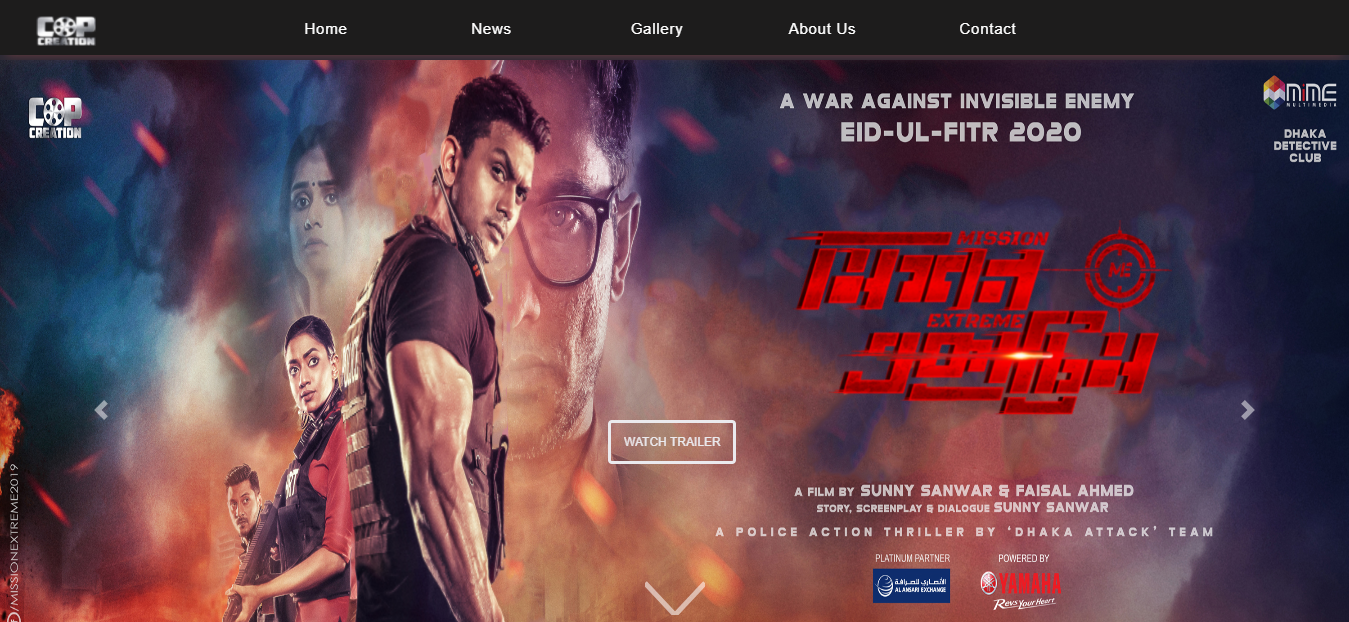 COP
CREATION
Home
News
Gallery
About Us
Contact
COP
CREATION
A WAR AGAINST INVISIBLE ENEMY
EID-UL-FITR 2020
MIME
MULTIMEDIA
DHAKA
DETECTIVE
CLUB
MISSION
মিশন
ME
EXTREME
এক্সট্রিম
WATCH TRAILER
A FILM BY SUNNY SANWAR & FAISAL AHMED
STORY, SCREENPLAY & DIALOGUE SUNNY SANWAR
A POLICE ACTION THRILLER BY ‘DHAKA ATTACK’ TEAM
PLATINUM PARTNER
الأنصاري للصرافة
AL ANSARI EXCHANGE
POWERED BY
YAMAHA
Revs Your Heart
/MISSIONEXTREME2019